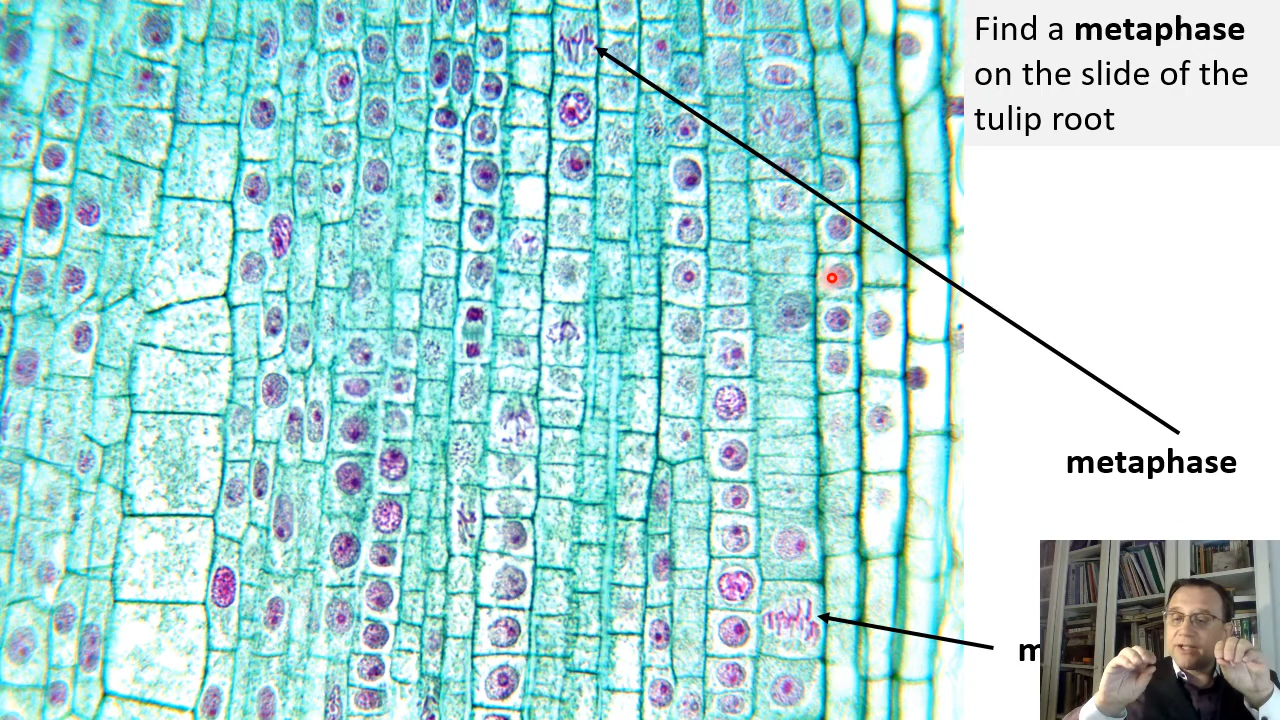 Find a metaphase
on the slide of the
tulip root
metaphase
m